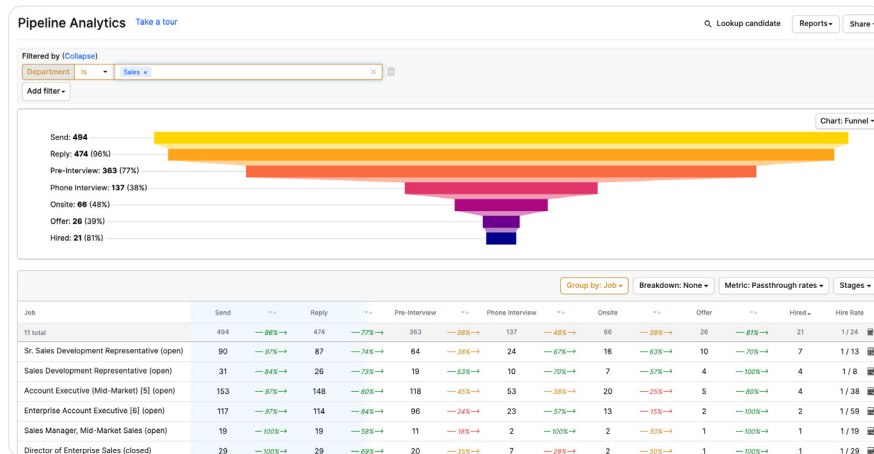 Pipeline Analytics Take a tour Lookup candidate Reports Share
Filtered by (Collapse)
Department is Sales ×
Add filter
Chart: Funnel
Send: 494
Reply: 474 (96%)
Pre-Interview: 363 (77%)
Phone Interview: 137 (38%)
Onsite: 66 (48%)
Offer: 26 (39%)
Hired: 21 (81%)
Group by: Job Breakdown: None Metric: Passthrough rates Stages
Job Send Reply Pre-Interview Phone Interview Onsite Offer Hired Hire Rate
11 total 494 96% 474 77% 363 38% 137 48% 66 38% 26 81% 21 1 / 24
Sr. Sales Development Representative (open) 90 97% 87 74% 64 38% 24 67% 16 63% 10 70% 7 1 / 13
Sales Development Representative (open) 31 84% 26 73% 19 53% 10 70% 7 57% 4 100% 4 1 / 8
Account Executive (Mid-Market) [5] (open) 153 97% 148 80% 118 45% 53 38% 20 25% 5 80% 4 1 / 38
Enterprise Account Executive [6] (open) 117 97% 114 84% 96 24% 23 57% 13 15% 2 100% 2 1 / 59
Sales Manager, Mid-Market Sales (open) 19 100% 19 58% 11 18% 2 100% 2 50% 1 100% 1 1 / 19
Director of Enterprise Sales (closed) 29 100% 29 69% 20 35% 7 29% 2 50% 1 100% 1 1 / 29